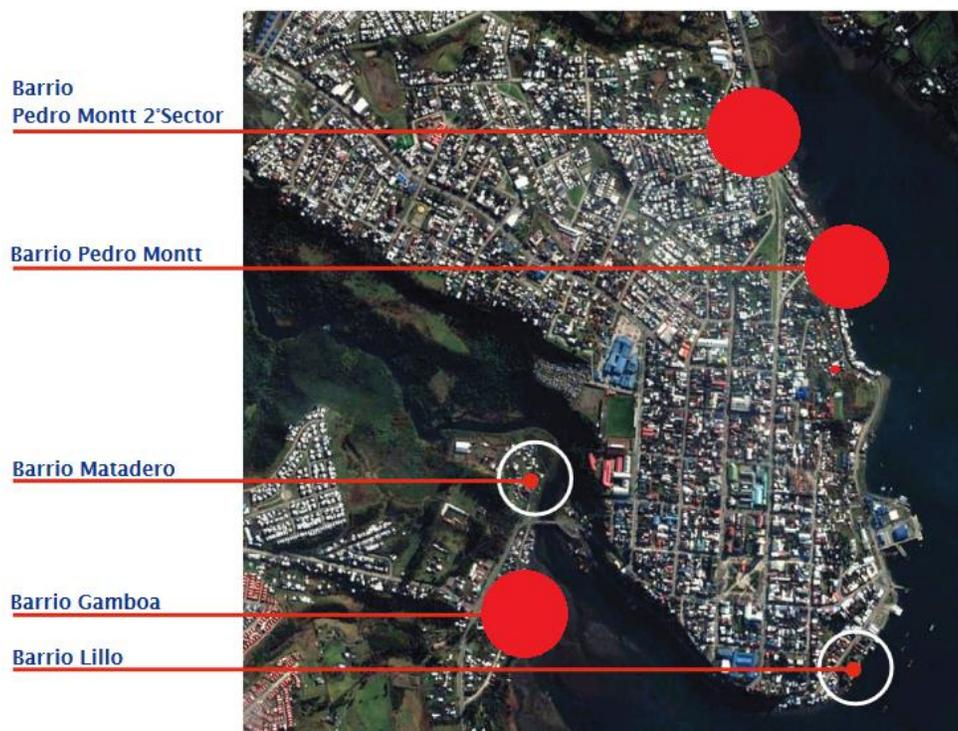 Barrio
Pedro Montt 2°Sector
Barrio Pedro Montt
Barrio Matadero
Barrio Gamboa
Barrio Lillo